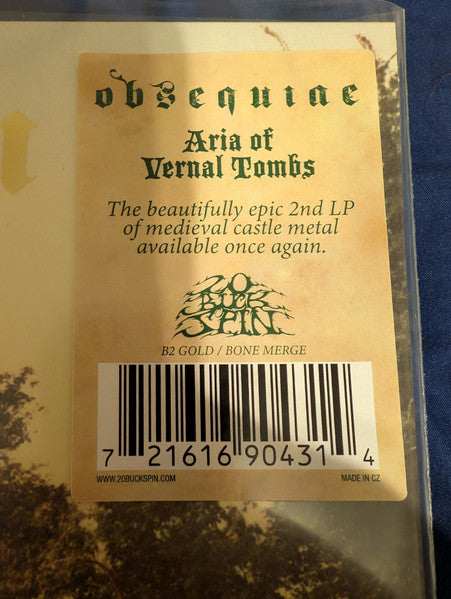 obsequiae
Aria of
Vernal Tombs
The beautifully epic 2nd LP
of medieval castle metal
available once again.
20
BUCK
SPIN
B2 GOLD / BONE MERGE
7 21616 90431 4
WWW.20BUCKSPIN.COM MADE IN CZ